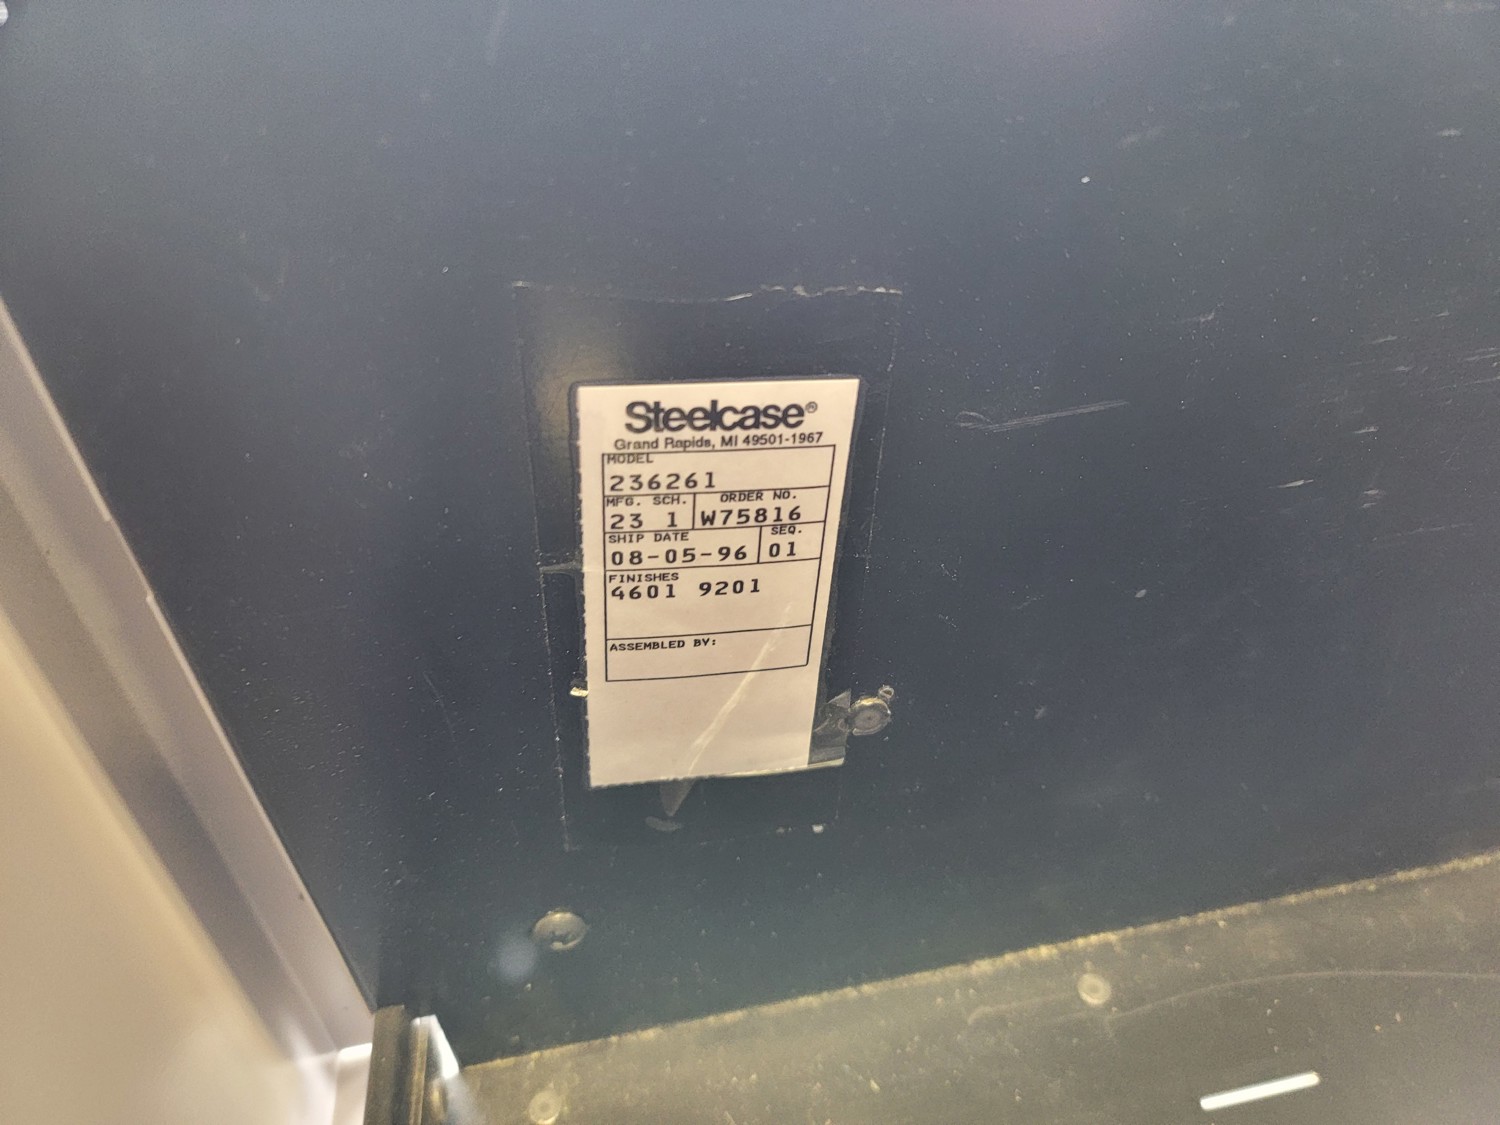 Steelcase®
Grand Rapids, MI 49501-1967
MODEL
236261
MFG. SCH. ORDER NO.
23 1 W75816
SHIP DATE SEQ.
08-05-96 01
FINISHES
4601 9201
ASSEMBLED BY: